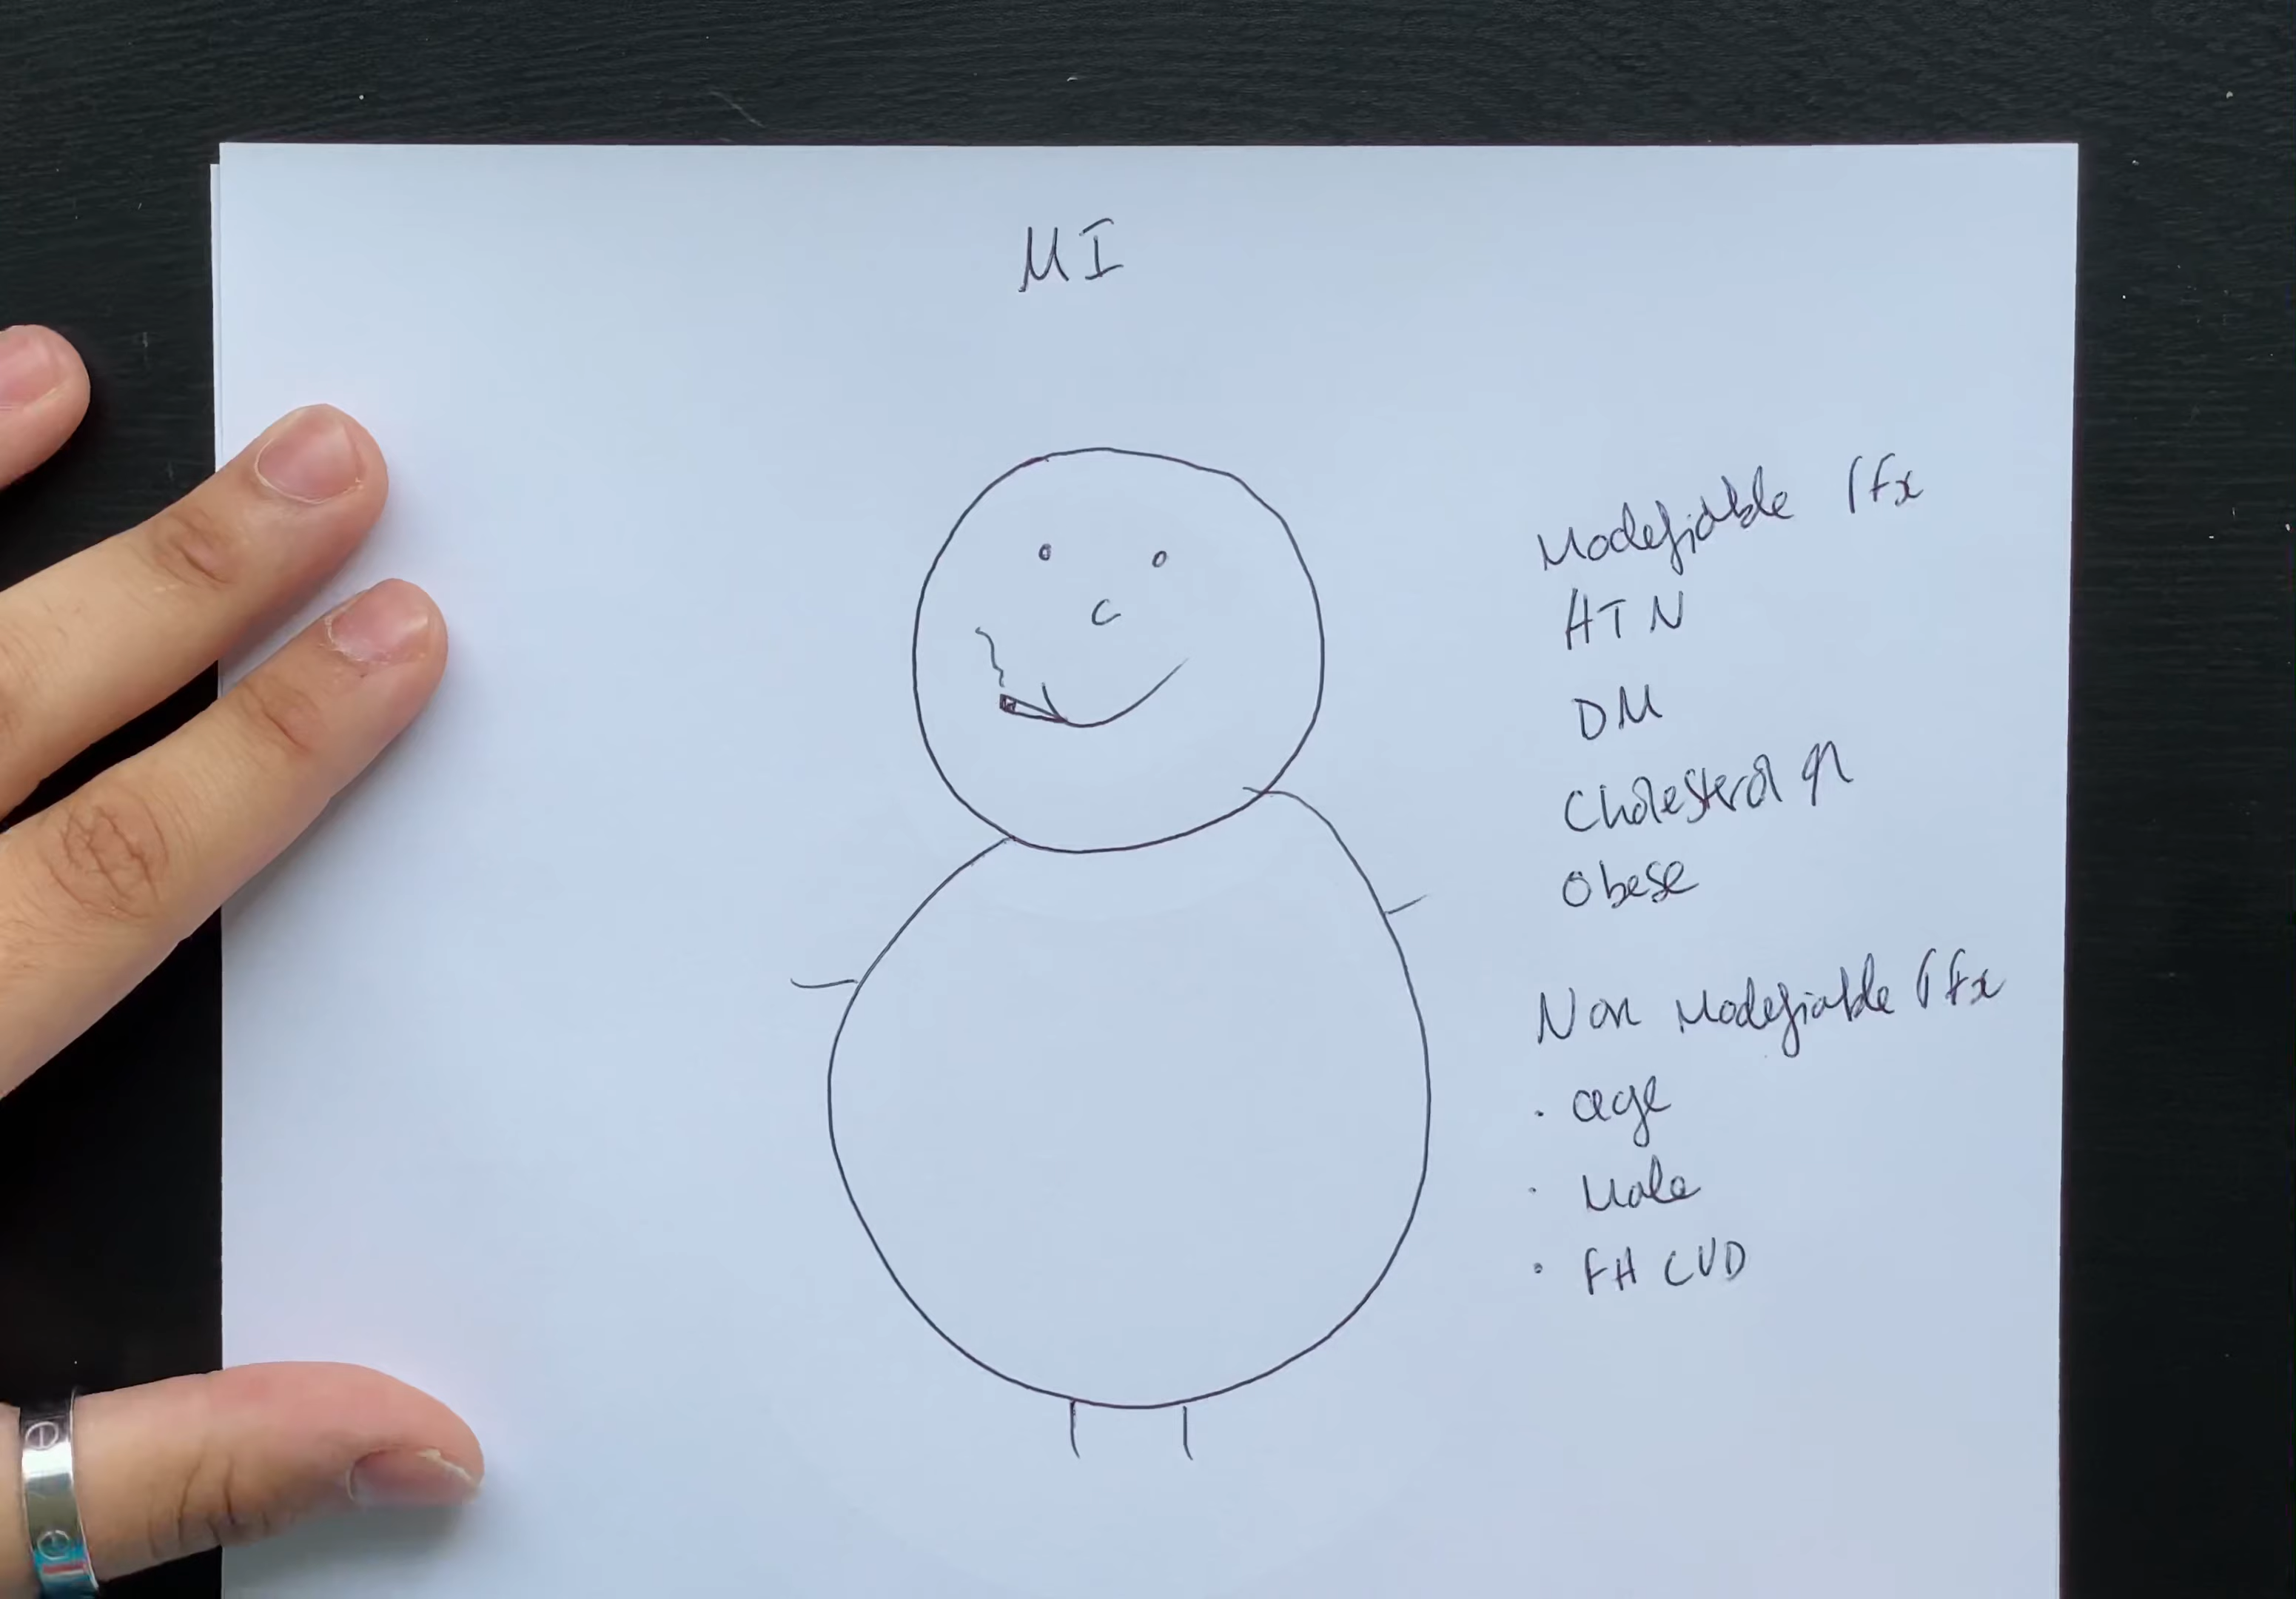 MI
Modefiable rfx
HTN
DM
Cholesterol ↑
Obese
Non Modefiable rfx
· age
· Male
· FH CVD